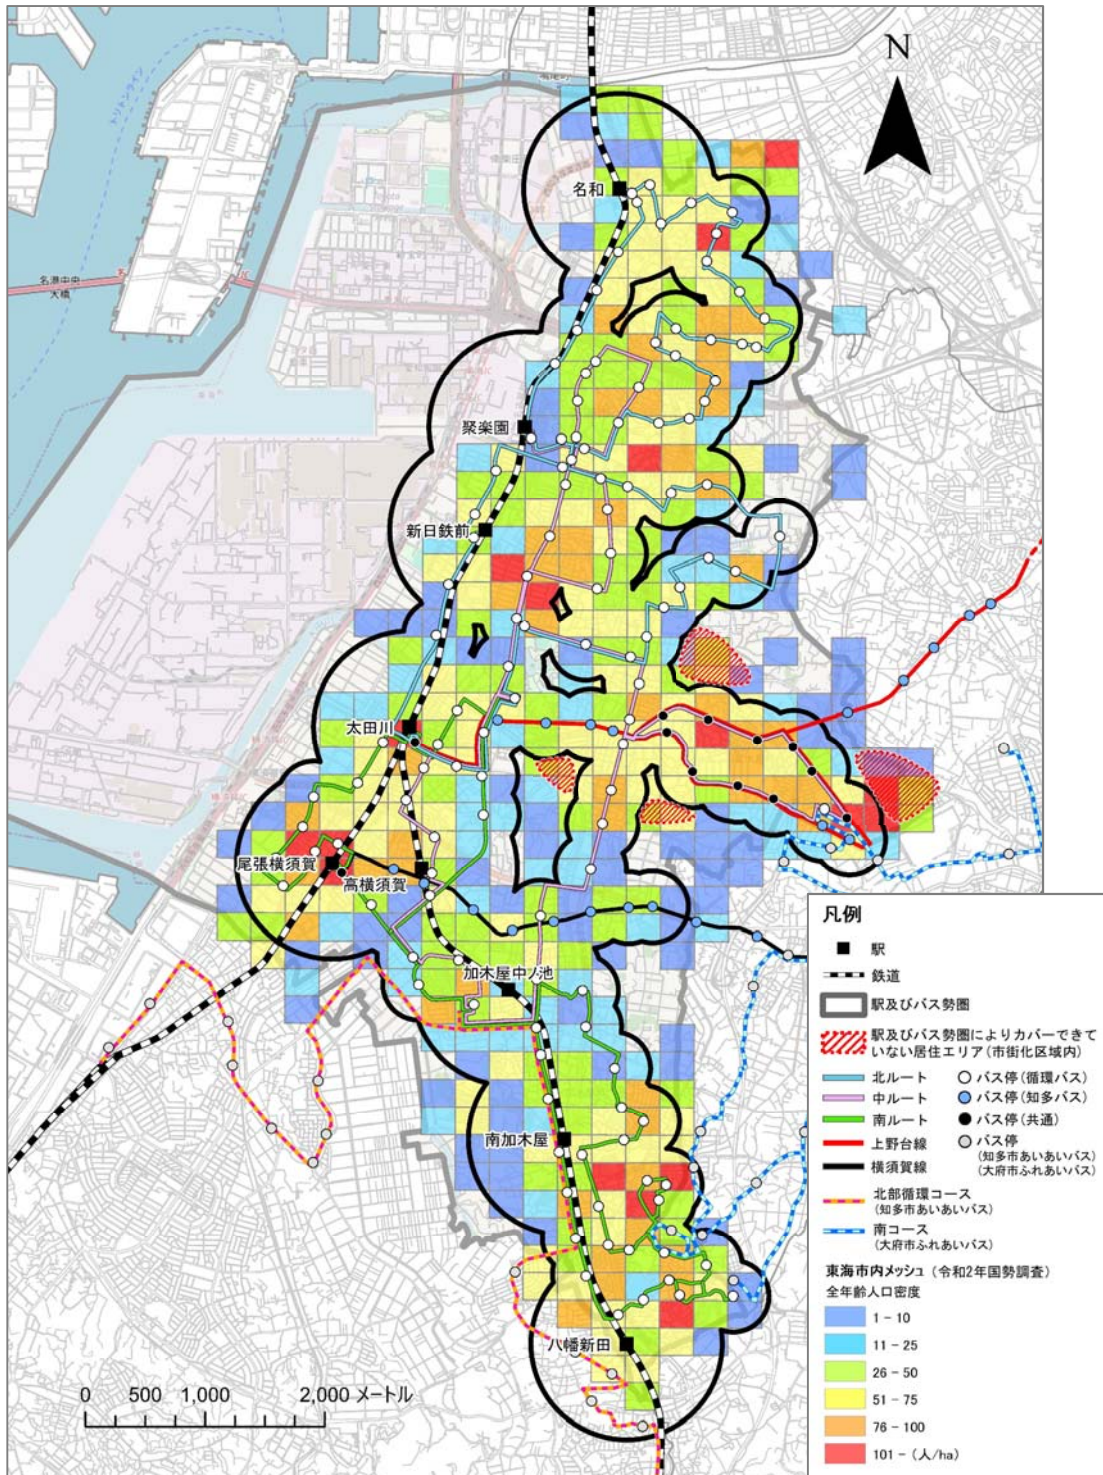 N
名和
名港中央
大橋
聚楽園
新日鉄前
太田川
尾張横須賀
高横須賀
加木屋中ノ池
南加木屋
八幡新田
0 500 1,000 2,000 メートル
凡例
駅
鉄道
駅及びバス勢圏
駅及びバス勢圏によりカバーできて
いない居住エリア(市街化区域内)
北ルート
中ルート
南ルート
上野台線
横須賀線
北部循環コース
(知多市あいあいバス)
南コース
(大府市ふれあいバス)
バス停(循環バス)
バス停(知多バス)
バス停(共通)
バス停
(知多市あいあいバス)
(大府市ふれあいバス)
東海市内メッシュ (令和2年国勢調査)
全年齢人口密度
1 - 10
11 - 25
26 - 50
51 - 75
76 - 100
101 - (人/ha)